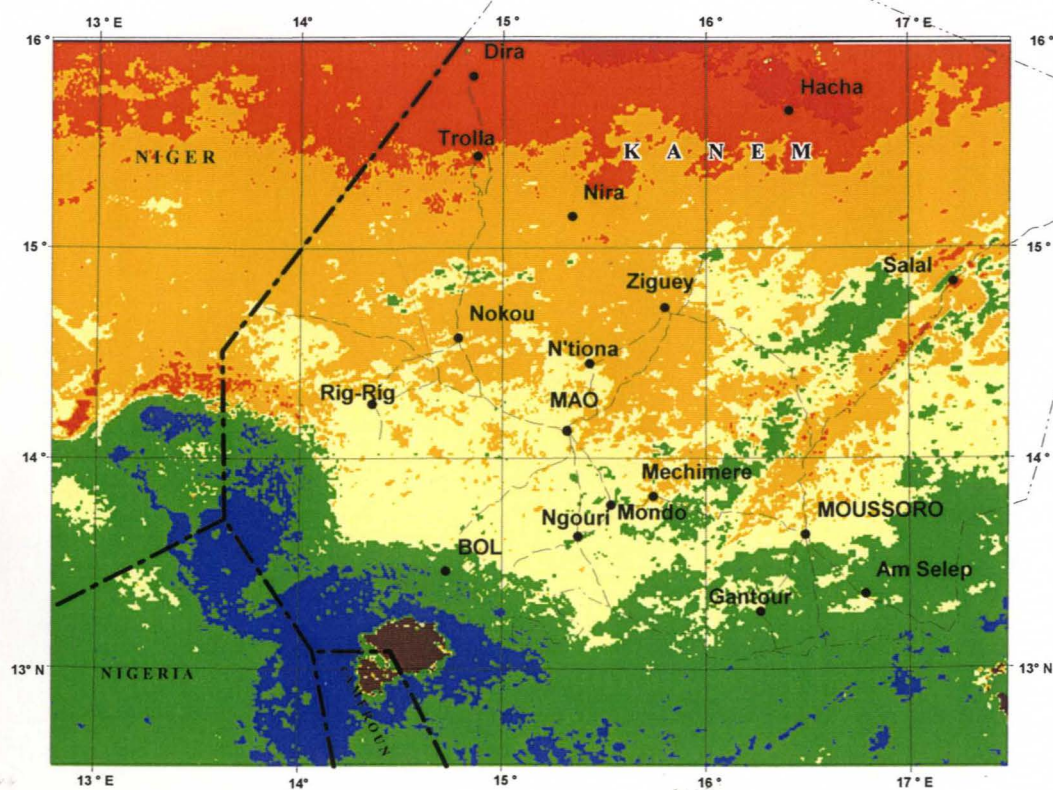 13 ° E
14°
15°
16°
17° E
16°
16°
Dira
Hacha
Trolla
NIGER
K A N E M
Nira
15°
15°
Salal
Ziguey
Nokou
N'tiona
Rig-Rig
MAO
14°
14°
Mechimere
Ngouri
Mondo
MOUSSORO
BOL
Am Selep
Gantour
13° N
13° N
NIGERIA
CAMEROUN
13° E
14°
15°
16°
17° E